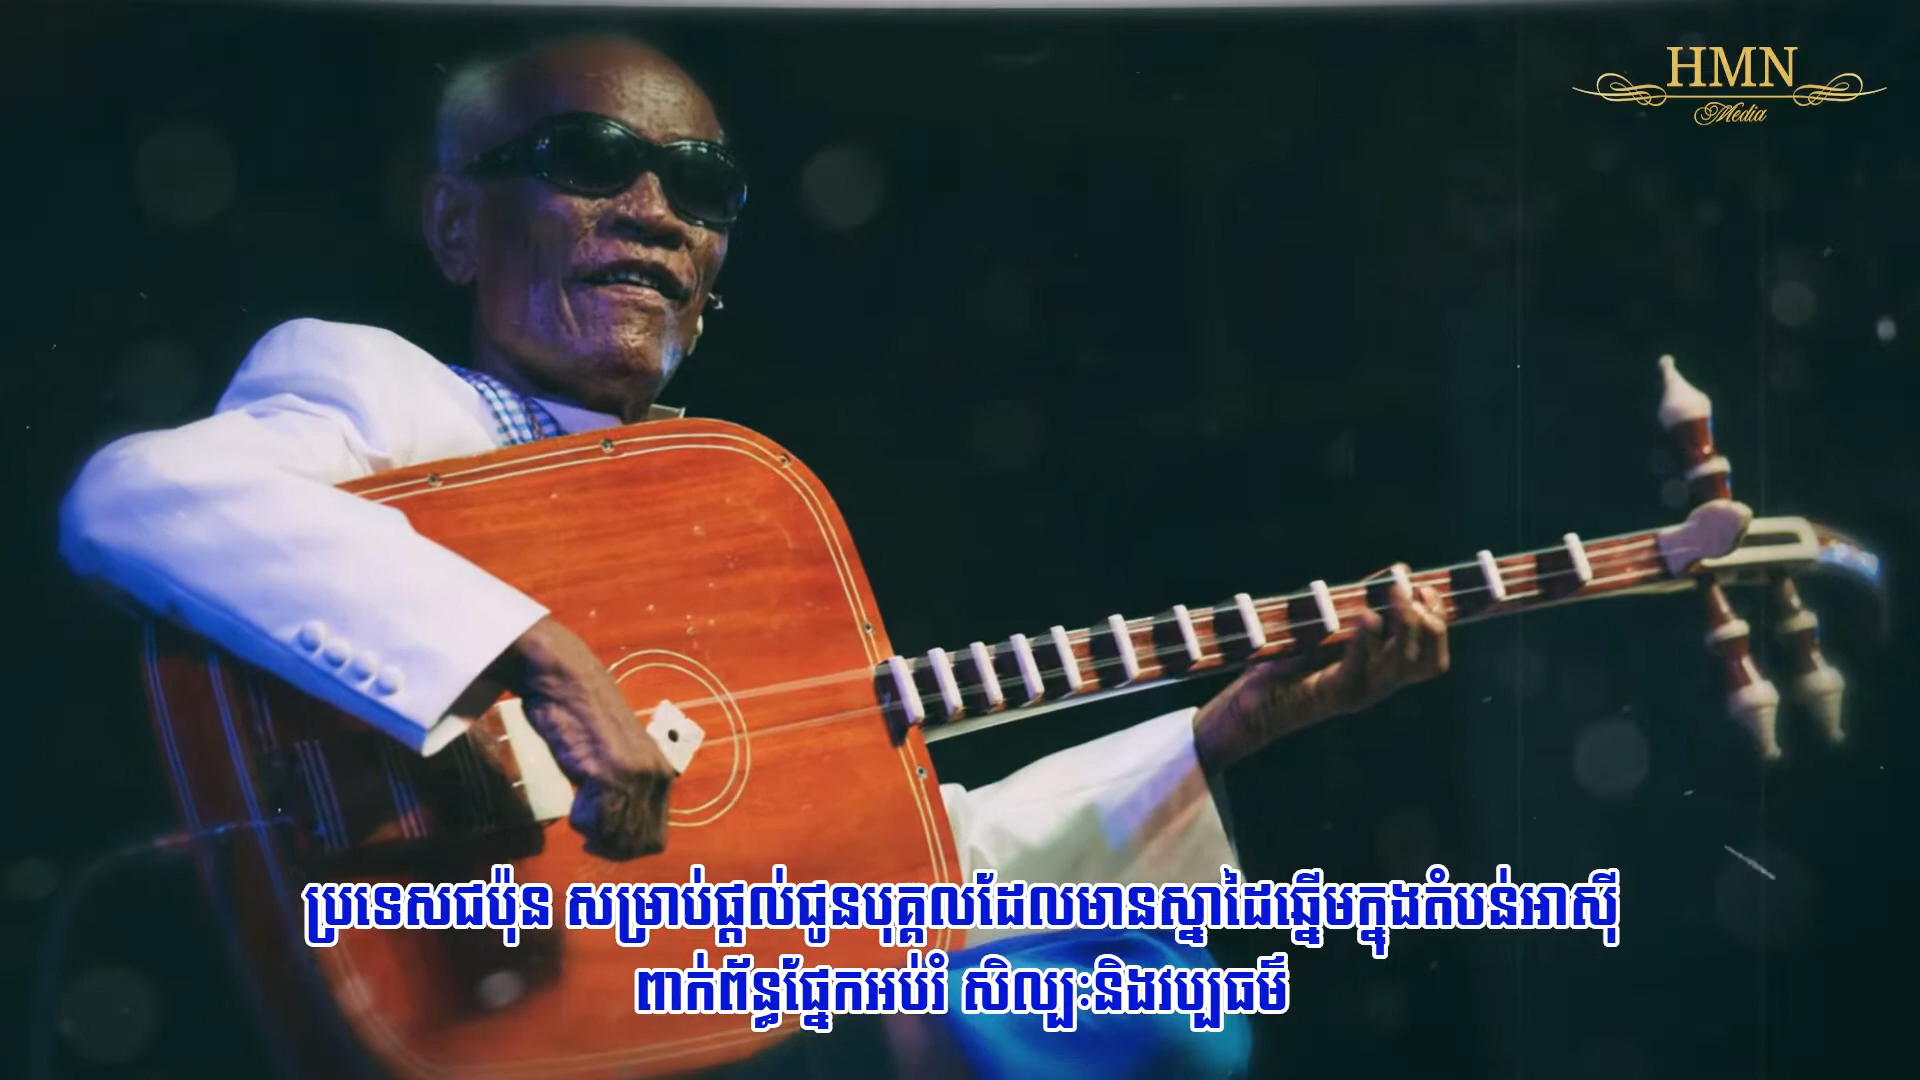 HMN
Media
ប្រទេសជប៉ុន សម្រាប់ផ្ដល់ជូនបុគ្គលដែលមានស្នាដៃឆ្នើមក្នុងតំបន់អាស៊ី
ពាក់ព័ន្ធផ្នែកអប់រំ សិល្បៈនិងវប្បធម៌